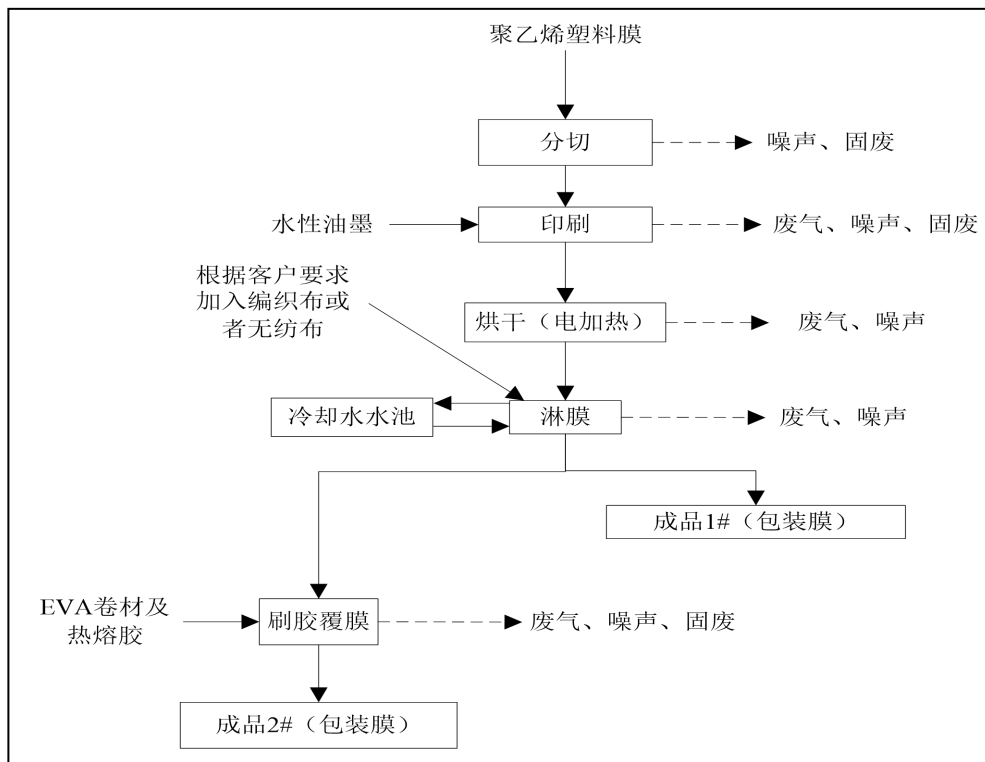 聚乙烯塑料膜
分切
噪声、固废
水性油墨
印刷
废气、噪声、固废
根据客户要求
加入编织布或
者无纺布
烘干（电加热）
废气、噪声
冷却水水池
淋膜
废气、噪声
成品1#（包装膜）
EVA卷材及
热熔胶
刷胶覆膜
废气、噪声、固废
成品2#（包装膜）